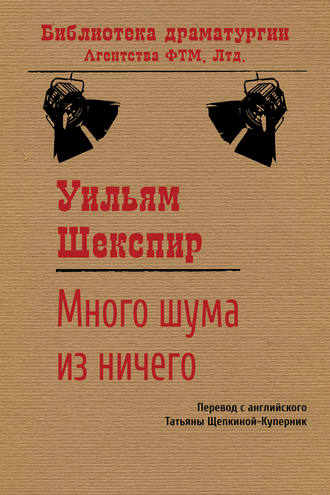 Библиотека драматургии
Агентства ФТМ, Лтд.
Уильям
Шекспир
Много шума
из ничего
Перевод с английского
Татьяны Щепкиной-Куперник